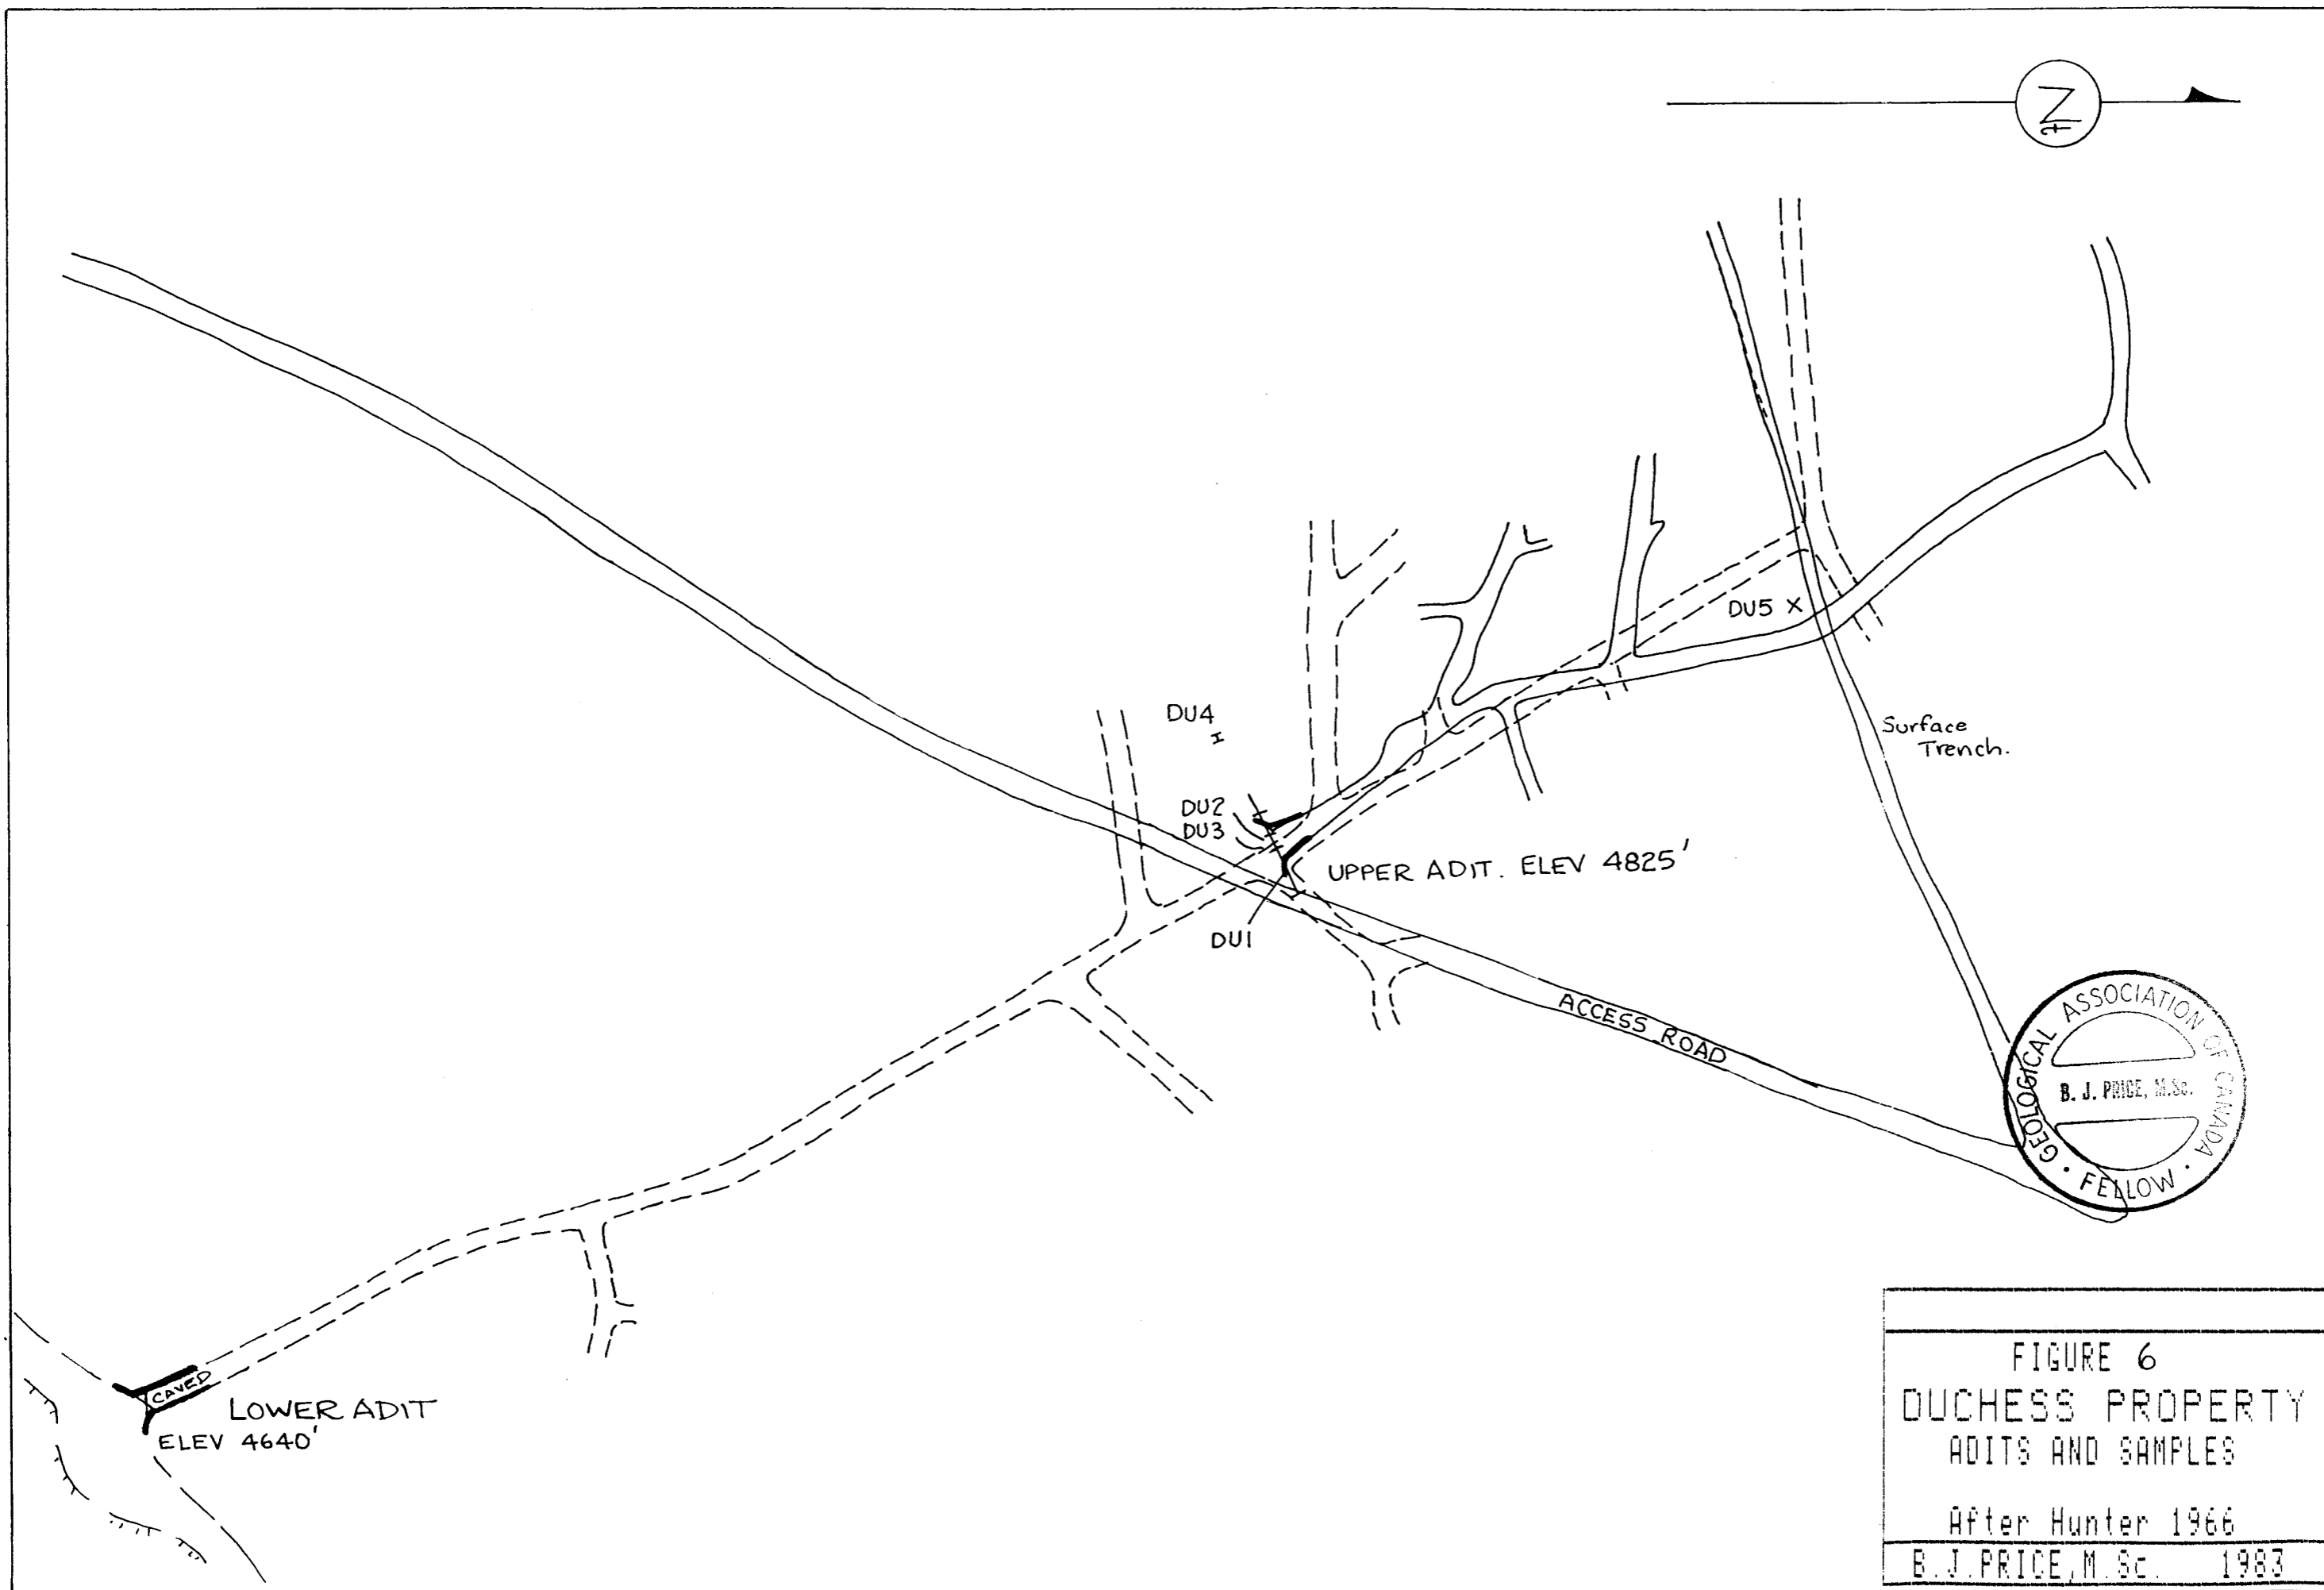 N
DU5 X
Surface
Trench.
DU4
DU2
DU3
UPPER ADIT. ELEV 4825'
DU1
ACCESS ROAD
GEOLOGICAL ASSOCIATION OF CANADA
B. J. PRICE, M.Sc.
· FELLOW ·
CAVED
LOWER ADIT
ELEV 4640'
FIGURE 6
DUCHESS PROPERTY
ADITS AND SAMPLES
After Hunter 1966
B.J.PRICE,M.Sc. 1983